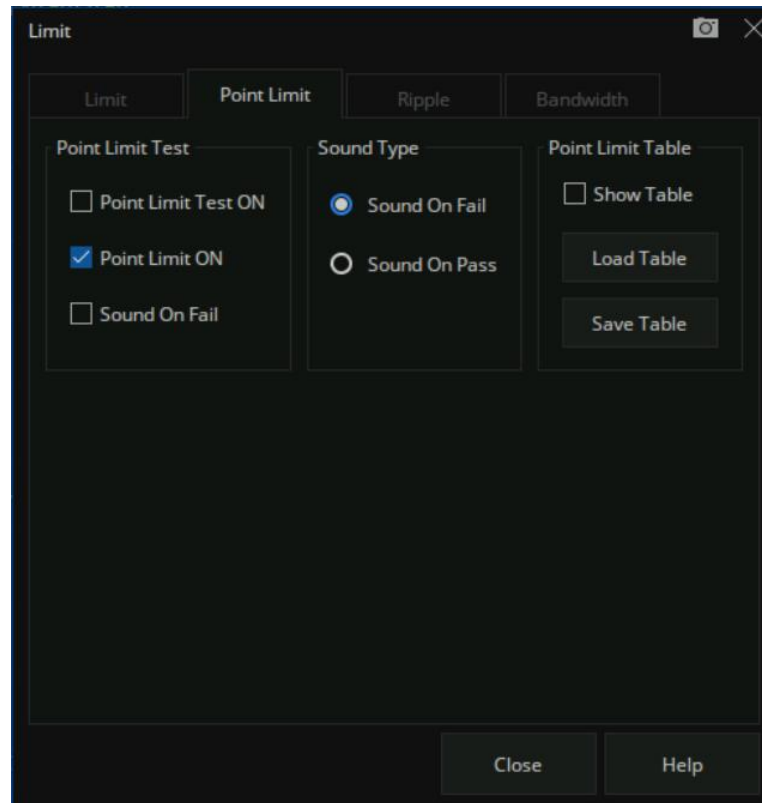 Limit
Limit
Point Limit
Ripple
Bandwidth
Point Limit Test
Point Limit Test ON
Point Limit ON
Sound On Fail
Sound Type
Sound On Fail
Sound On Pass
Point Limit Table
Show Table
Load Table
Save Table
Close
Help